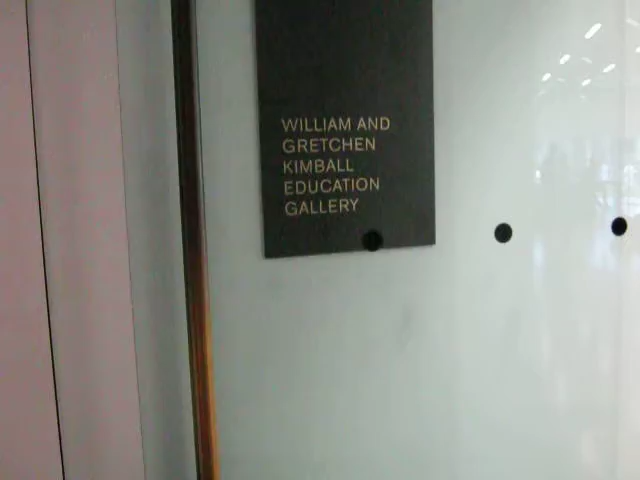 WILLIAM AND
GRETCHEN
KIMBALL
EDUCATION
GALLERY